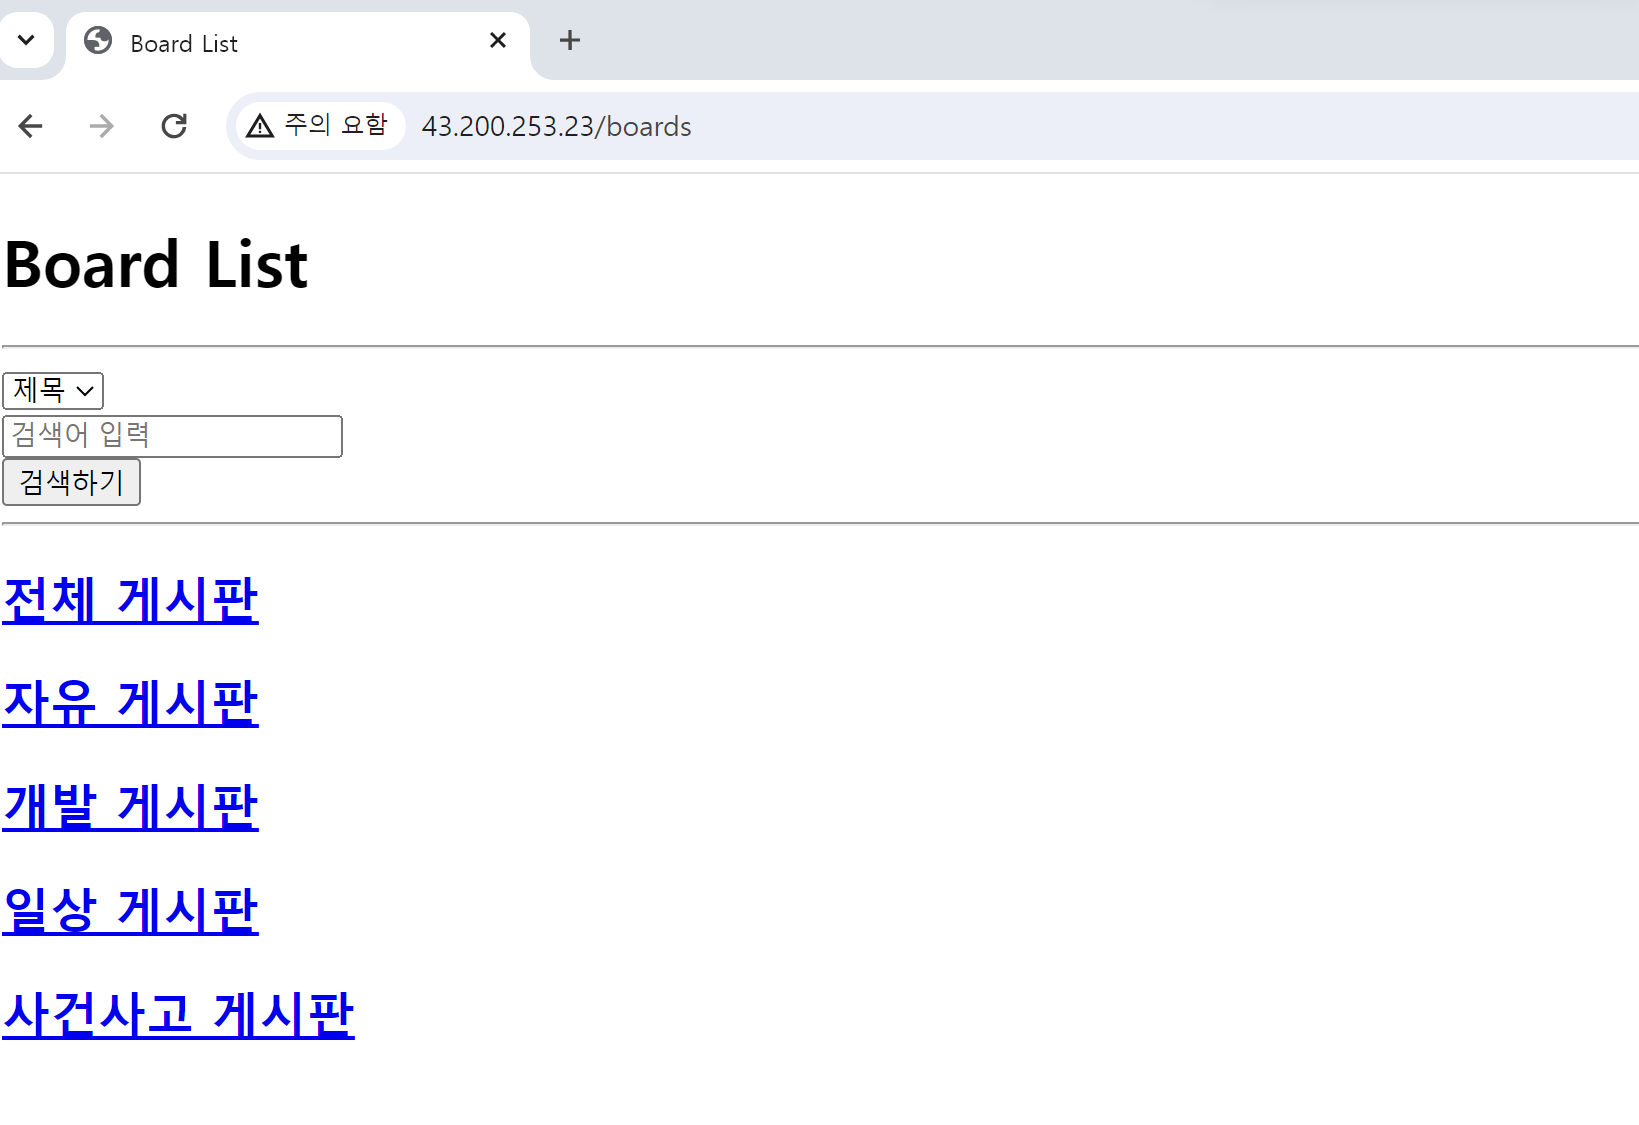 Board List
주의 요함 43.200.253.23/boards
Board List
제목
검색어 입력
검색하기
전체 게시판
자유 게시판
개발 게시판
일상 게시판
사건사고 게시판